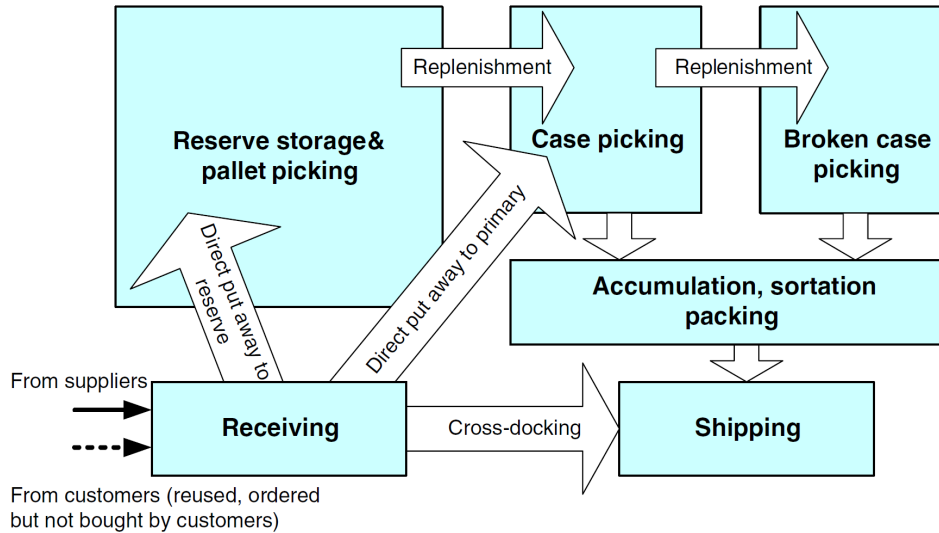 Replenishment
Replenishment
Reserve storage&
pallet picking
Case picking
Broken case
picking
Direct put away to
reserve
Direct put away to primary
Accumulation, sortation
packing
From suppliers
Receiving
Cross-docking
Shipping
From customers (reused, ordered
but not bought by customers)